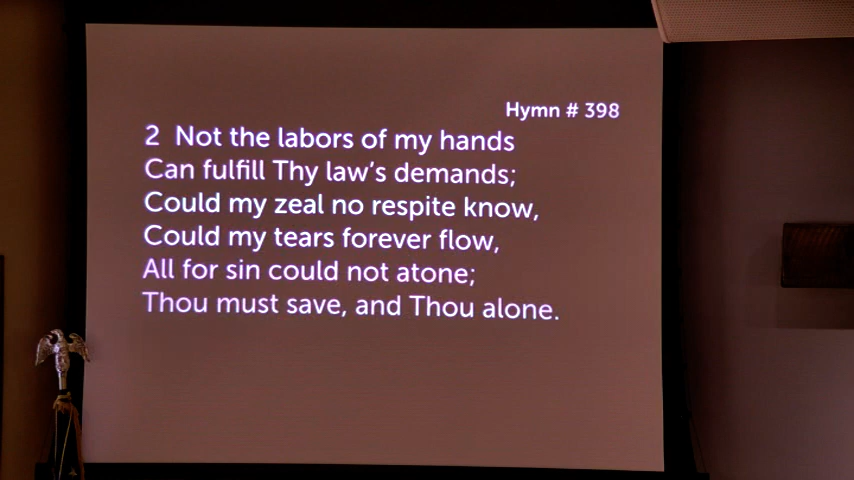 Hymn # 398
2 Not the labors of my hands
Can fulfill Thy law's demands;
Could my zeal no respite know,
Could my tears forever flow,
All for sin could not atone;
Thou must save, and Thou alone.